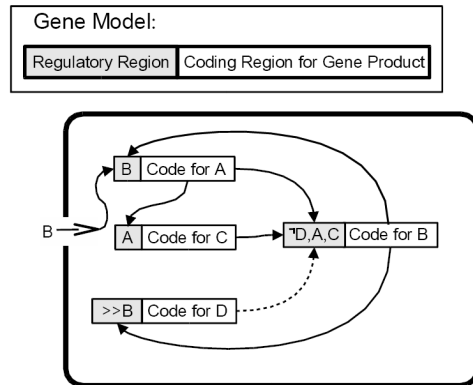 Gene Model:
Regulatory Region Coding Region for Gene Product
B Code for A
B
A Code for C
¬D,A,C Code for B
>>B Code for D